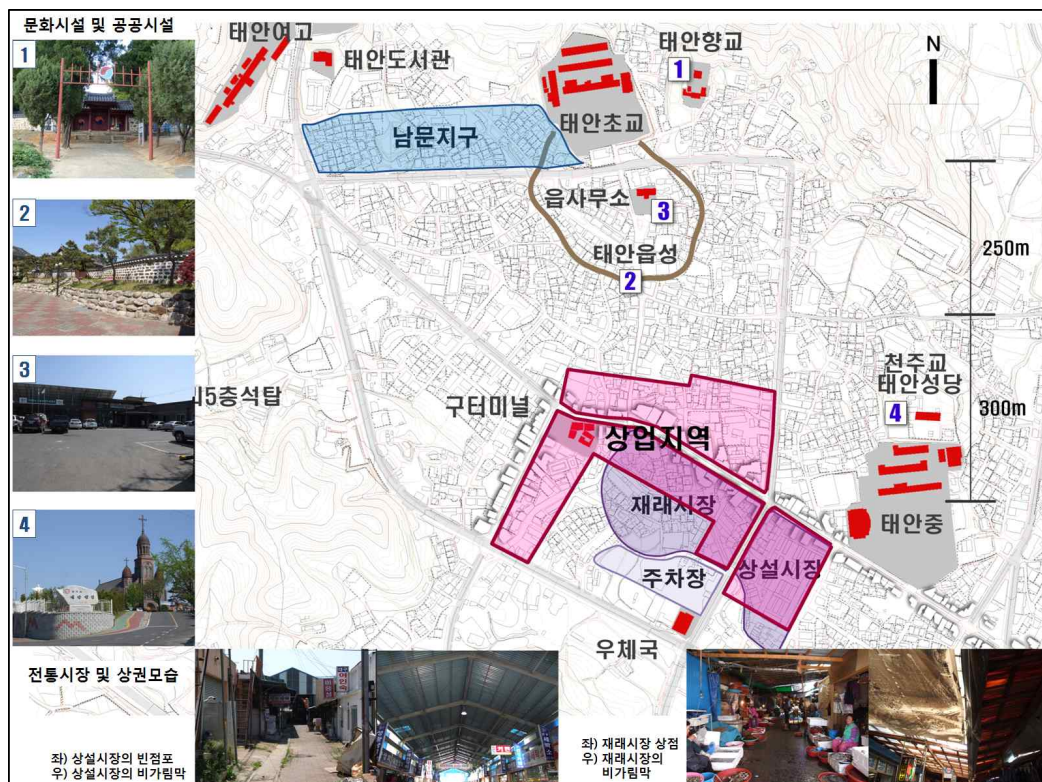 문화시설 및 공공시설
1
2
3
4
태안여고
태안도서관
태안향교
1
N
태안초교
남문지구
읍사무소
3
태안읍성
2
250m
천주교
태안성당
4
300m
지5층석탑
구터미널
상업지역
재래시장
태안중
상설시장
주차장
우체국
전통시장 및 상권모습
좌) 상설시장의 빈점포
우) 상설시장의 비가림막
좌) 재래시장 상점
우) 재래시장의
비가림막